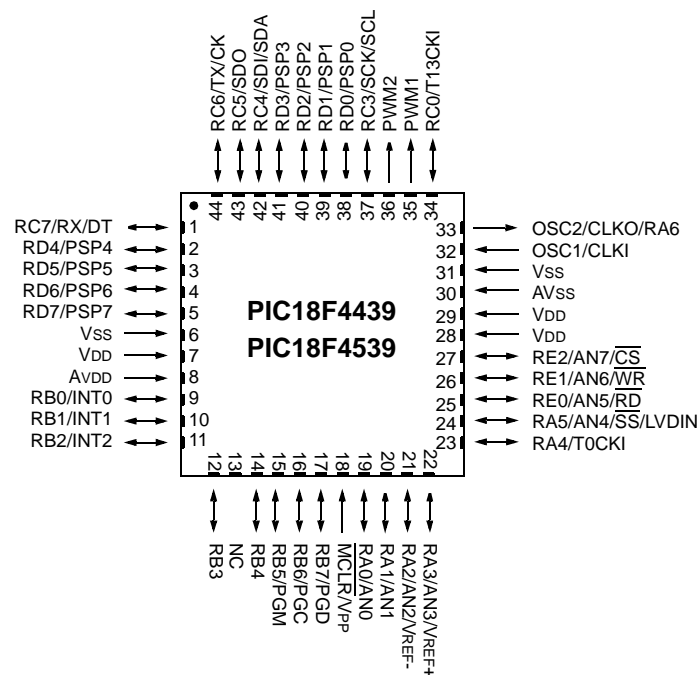 RC6/TX/CK
RC5/SDO
RC4/SDI/SDA
RD3/PSP3
RD2/PSP2
RD1/PSP1
RD0/PSP0
RC3/SCK/SCL
PWM2
PWM1
RC0/T13CKI
44
43
42
41
40
39
38
37
36
35
34
RC7/RX/DT 1
RD4/PSP4 2
RD5/PSP5 3
RD6/PSP6 4
RD7/PSP7 5
VSS 6
VDD 7
AVDD 8
RB0/INT0 9
RB1/INT1 10
RB2/INT2 11
PIC18F4439
PIC18F4539
33 OSC2/CLKO/RA6
32 OSC1/CLKI
31 VSS
30 AVSS
29 VDD
28 VDD
27 RE2/AN7/CS
26 RE1/AN6/WR
25 RE0/AN5/RD
24 RA5/AN4/SS/LVDIN
23 RA4/T0CKI
12
13
14
15
16
17
18
19
20
21
22
RB3
NC
RB4
RB5/PGM
RB6/PGC
RB7/PGD
MCLR/VPP
RA0/AN0
RA1/AN1
RA2/AN2/VREF-
RA3/AN3/VREF+